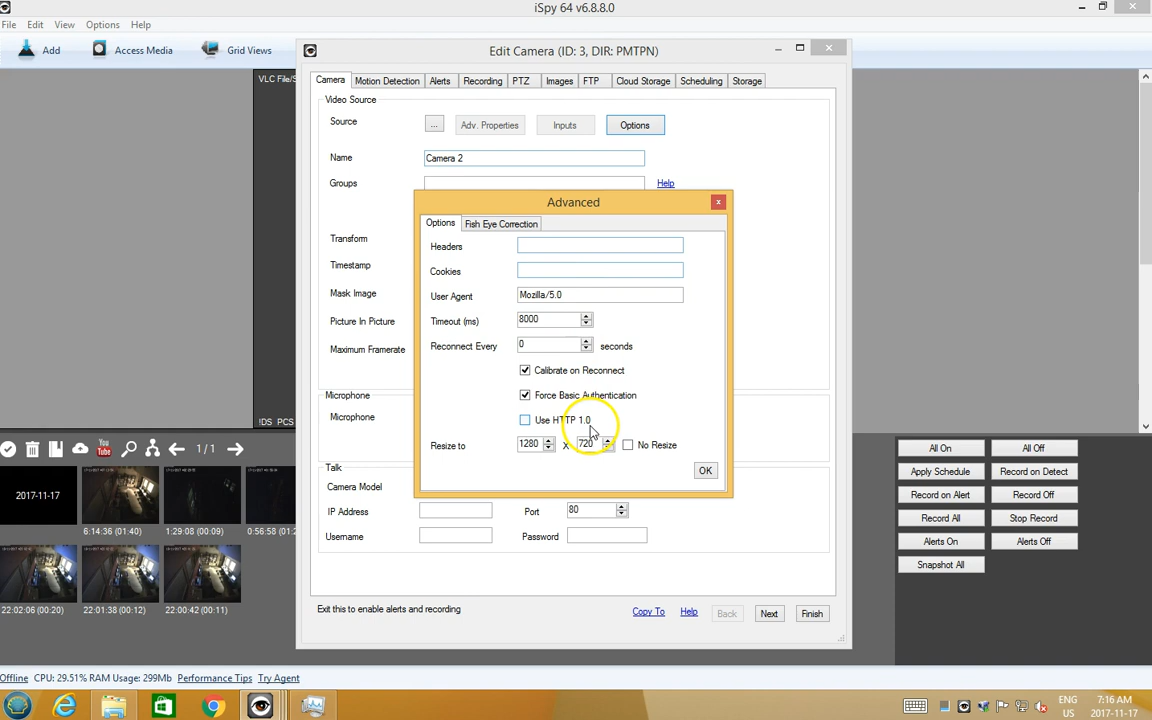 iSpy 64 v6.8.8.0
File Edit View Options Help
Add Access Media Grid Views
VLC File/S
Edit Camera (ID: 3, DIR: PMTPN)
Camera Motion Detection Alerts Recording PTZ Images FTP Cloud Storage Scheduling Storage
Video Source
Source ... Adv. Properties Inputs Options
Name Camera 2
Groups Help
Transform
Timestamp
Mask Image
Picture In Picture
Maximum Framerate
Microphone
Microphone
Talk
Camera Model
IP Address Port 80
Username Password
Exit this to enable alerts and recording
Copy To Help Back Next Finish
Advanced
Options Fish Eye Correction
Headers
Cookies
User Agent Mozilla/5.0
Timeout (ms) 8000
Reconnect Every 0 seconds
Calibrate on Reconnect
Force Basic Authentication
Use HTTP 1.0
Resize to 1280 X 720 No Resize
OK
!DS PCS
You Tube 1/1
2017-11-17
6:14:36 (01:40) 1:29:08 (00:09) 0:56:58 (0
22:02:06 (00:20) 22:01:38 (00:12) 22:00:42 (00:11)
All On All Off
Apply Schedule Record on Detect
Record on Alert Record Off
Record All Stop Record
Alerts On Alerts Off
Snapshot All
Offline CPU: 29.51% RAM Usage: 299Mb Performance Tips Try Agent
ENG
US
7:16 AM
2017-11-17